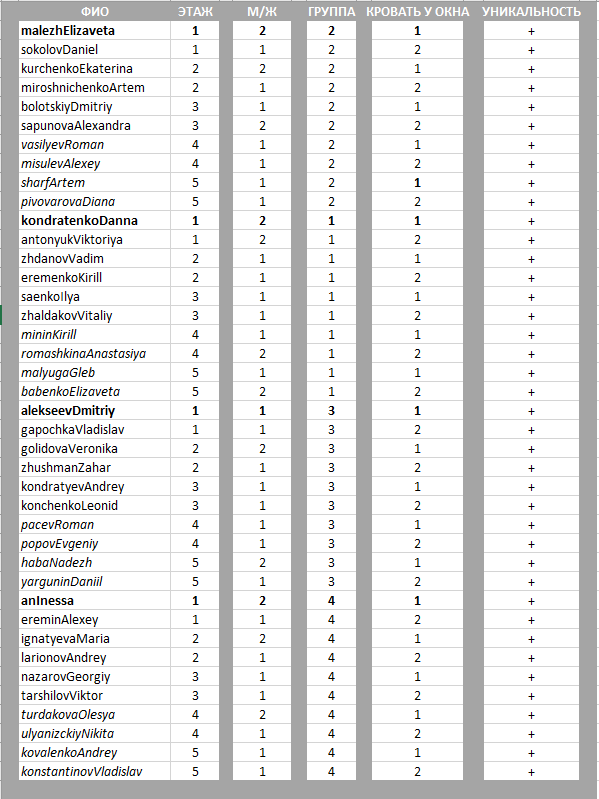 ФИО ЭТАЖ М/Ж ГРУППА КРОВАТЬ У ОКНА УНИКАЛЬНОСТЬ
malezhElizaveta 1 2 2 1 +
sokolovDaniel 1 1 2 2 +
kurchenkoEkaterina 2 2 2 1 +
miroshnichenkoArtem 2 1 2 2 +
bolotskiyDmitriy 3 1 2 1 +
sapunovaAlexandra 3 2 2 2 +
vasilyevRoman 4 1 2 1 +
misulevAlexey 4 1 2 2 +
sharfArtem 5 1 2 1 +
pivovarovaDiana 5 1 2 2 +
kondratenkoDanna 1 2 1 1 +
antonyukViktoriya 1 2 1 2 +
zhdanovVadim 2 1 1 1 +
eremenkoKirill 2 1 1 2 +
saenkoIlya 3 1 1 1 +
zhaldakovVitaliy 3 1 1 2 +
mininKirill 4 1 1 1 +
romashkinaAnastasiya 4 2 1 2 +
malyugaGleb 5 1 1 1 +
babenkoElizaveta 5 2 1 2 +
alekseevDmitriy 1 1 3 1 +
gapochkaVladislav 1 1 3 2 +
golidovaVeronika 2 2 3 1 +
zhushmanZahar 2 1 3 2 +
kondratyevAndrey 3 1 3 1 +
konchenkoLeonid 3 1 3 2 +
pacevRoman 4 1 3 1 +
popovEvgeniy 4 1 3 2 +
habaNadezh 5 2 3 1 +
yarguninDaniil 5 1 3 2 +
anInessa 1 2 4 1 +
ereminAlexey 1 1 4 2 +
ignatyevaMaria 2 2 4 1 +
larionovAndrey 2 1 4 2 +
nazarovGeorgiy 3 1 4 1 +
tarshilovViktor 3 1 4 2 +
turdakovaOlesya 4 2 4 1 +
ulyanizckiyNikita 4 1 4 2 +
kovalenkoAndrey 5 1 4 1 +
konstantinovVladislav 5 1 4 2 +